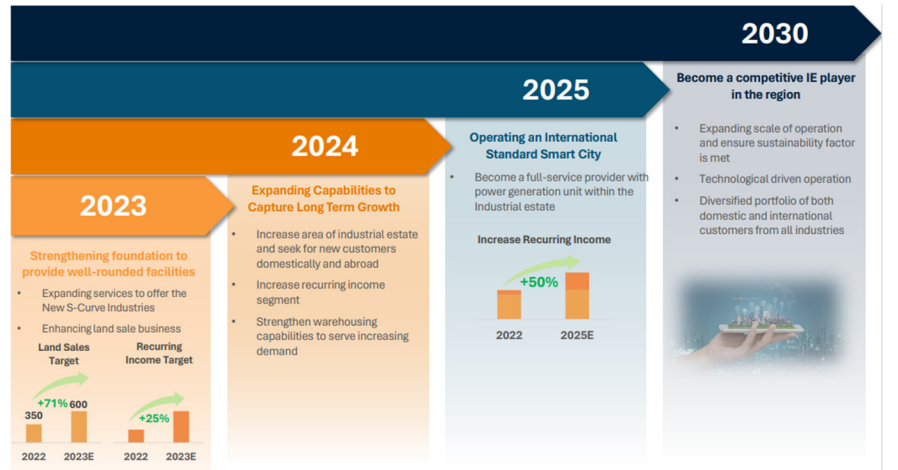 2030
2025
2024
2023
Become a competitive IE player
in the region
• Expanding scale of operation
and ensure sustainability factor
is met
• Technological driven operation
• Diversified portfolio of both
domestic and international
customers from all industries
Operating an International
Standard Smart City
• Become a full-service provider with
power generation unit within the
Industrial estate
Increase Recurring Income
+50%
2022 2025E
Expanding Capabilities to
Capture Long Term Growth
• Increase area of industrial estate
and seek for new customers
domestically and abroad
• Increase recurring income
segment
• Strengthen warehousing
capabilities to serve increasing
demand
Strengthening foundation to
provide well-rounded facilities
• Expanding services to offer the
New S-Curve Industries
• Enhancing land sale business
Land Sales
Target
+71%
350
600
2022 2023E
Recurring
Income Target
+25%
2022 2023E